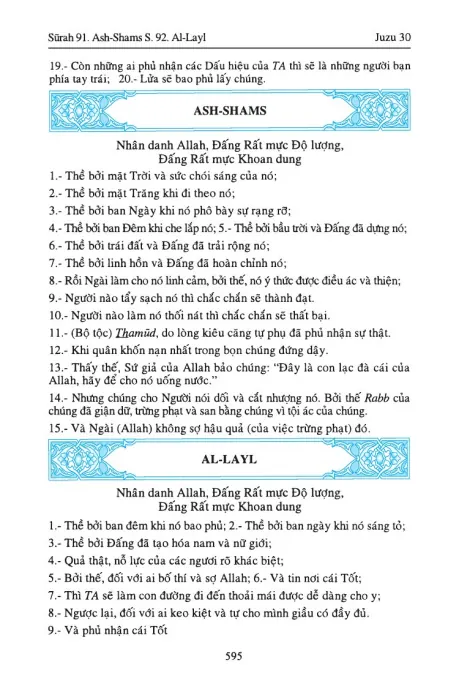 Sūrah 91. Ash-Shams S. 92. Al-Layl Juzu 30
19.- Còn những ai phủ nhận các Dấu hiệu của TA thì sẽ là những người bạn
phía tay trái; 20.- Lửa sẽ bao phủ lấy chúng.
ASH-SHAMS
Nhân danh Allah, Đấng Rất mực Độ lượng,
Đấng Rất mực Khoan dung
1.- Thề bởi mặt Trời và sức chói sáng của nó;
2.- Thề bởi mặt Trăng khi đi theo nó;
3.- Thề bởi ban Ngày khi nó phô bày sự rạng rỡ;
4.- Thề bởi ban Đêm khi che lấp nó; 5.- Thề bởi bầu trời và Đấng đã dựng nó;
6.- Thề bởi trái đất và Đấng đã trải rộng nó;
7.- Thề bởi linh hồn và Đấng đã hoàn chỉnh nó;
8.- Rồi Ngài làm cho nó linh cảm, bởi thế, nó ý thức được điều ác và thiện;
9.- Người nào tẩy sạch nó thì chắc chắn sẽ thành đạt.
10.- Người nào làm nó thối nát thì chắc chắn sẽ thất bại.
11.- (Bộ tộc) Thamūd, do lòng kiêu căng tự phụ đã phủ nhận sự thật.
12.- Khi quân khốn nạn nhất trong bọn chúng đứng dậy.
13.- Thấy thế, Sứ giả của Allah bảo chúng: “Đây là con lạc đà cái của
Allah, hãy để cho nó uống nước.”
14.- Nhưng chúng cho Người nói dối và cắt nhượng nó. Bởi thế Rabb của
chúng đã giận dữ, trừng phạt và san bằng chúng vì tội ác của chúng.
15.- Và Ngài (Allah) không sợ hậu quả (của việc trừng phạt) đó.
AL-LAYL
Nhân danh Allah, Đấng Rất mực Độ lượng,
Đấng Rất mực Khoan dung
1.- Thề bởi ban đêm khi nó bao phủ; 2.- Thề bởi ban ngày khi nó sáng tỏ;
3.- Thề bởi Đấng đã tạo hóa nam và nữ giới;
4.- Quả thật, nỗ lực của các ngươi rõ khác biệt;
5.- Bởi thế, đối với ai bố thí và sợ Allah; 6.- Và tin nơi cái Tốt;
7.- Thì TA sẽ làm con đường đi đến thoải mái được dễ dàng cho y;
8.- Ngược lại, đối với ai keo kiệt và tự cho mình giầu có đầy đủ.
9.- Và phủ nhận cái Tốt
595